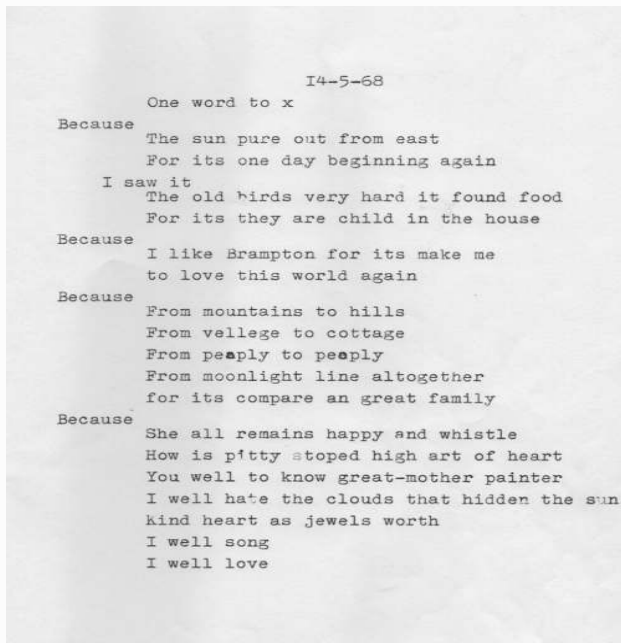 I4-5-68
One word to x
Because
The sun pure out from east
For its one day beginning again
I saw it
The old birds very hard it found food
For its they are child in the house
Because
I like Brampton for its make me
to love this world again
Because
From mountains to hills
From vellege to cottage
From peaply to peaply
From moonlight line altogether
for its compare an great family
Because
She all remains happy and whistle
How is pitty stoped high art of heart
You well to know great-mother painter
I well hate the clouds that hidden the sun
kind heart as jewels worth
I well song
I well love